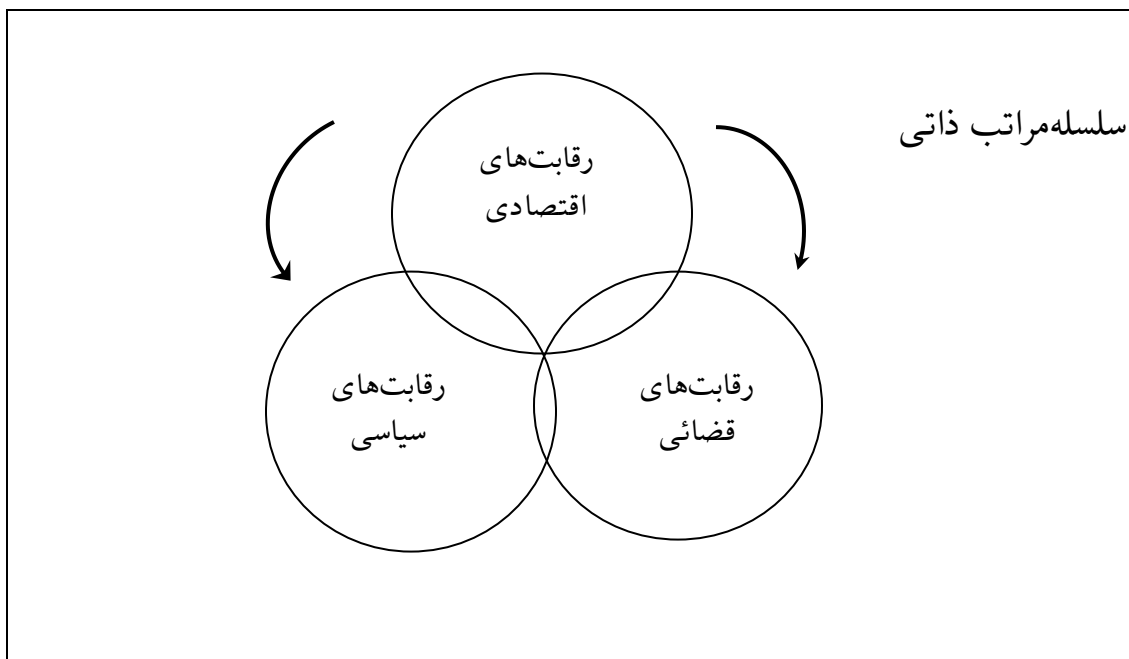 سلسله‌مراتب ذاتی
رقابت‌های
اقتصادی
رقابت‌های
قضائی
رقابت‌های
سیاسی